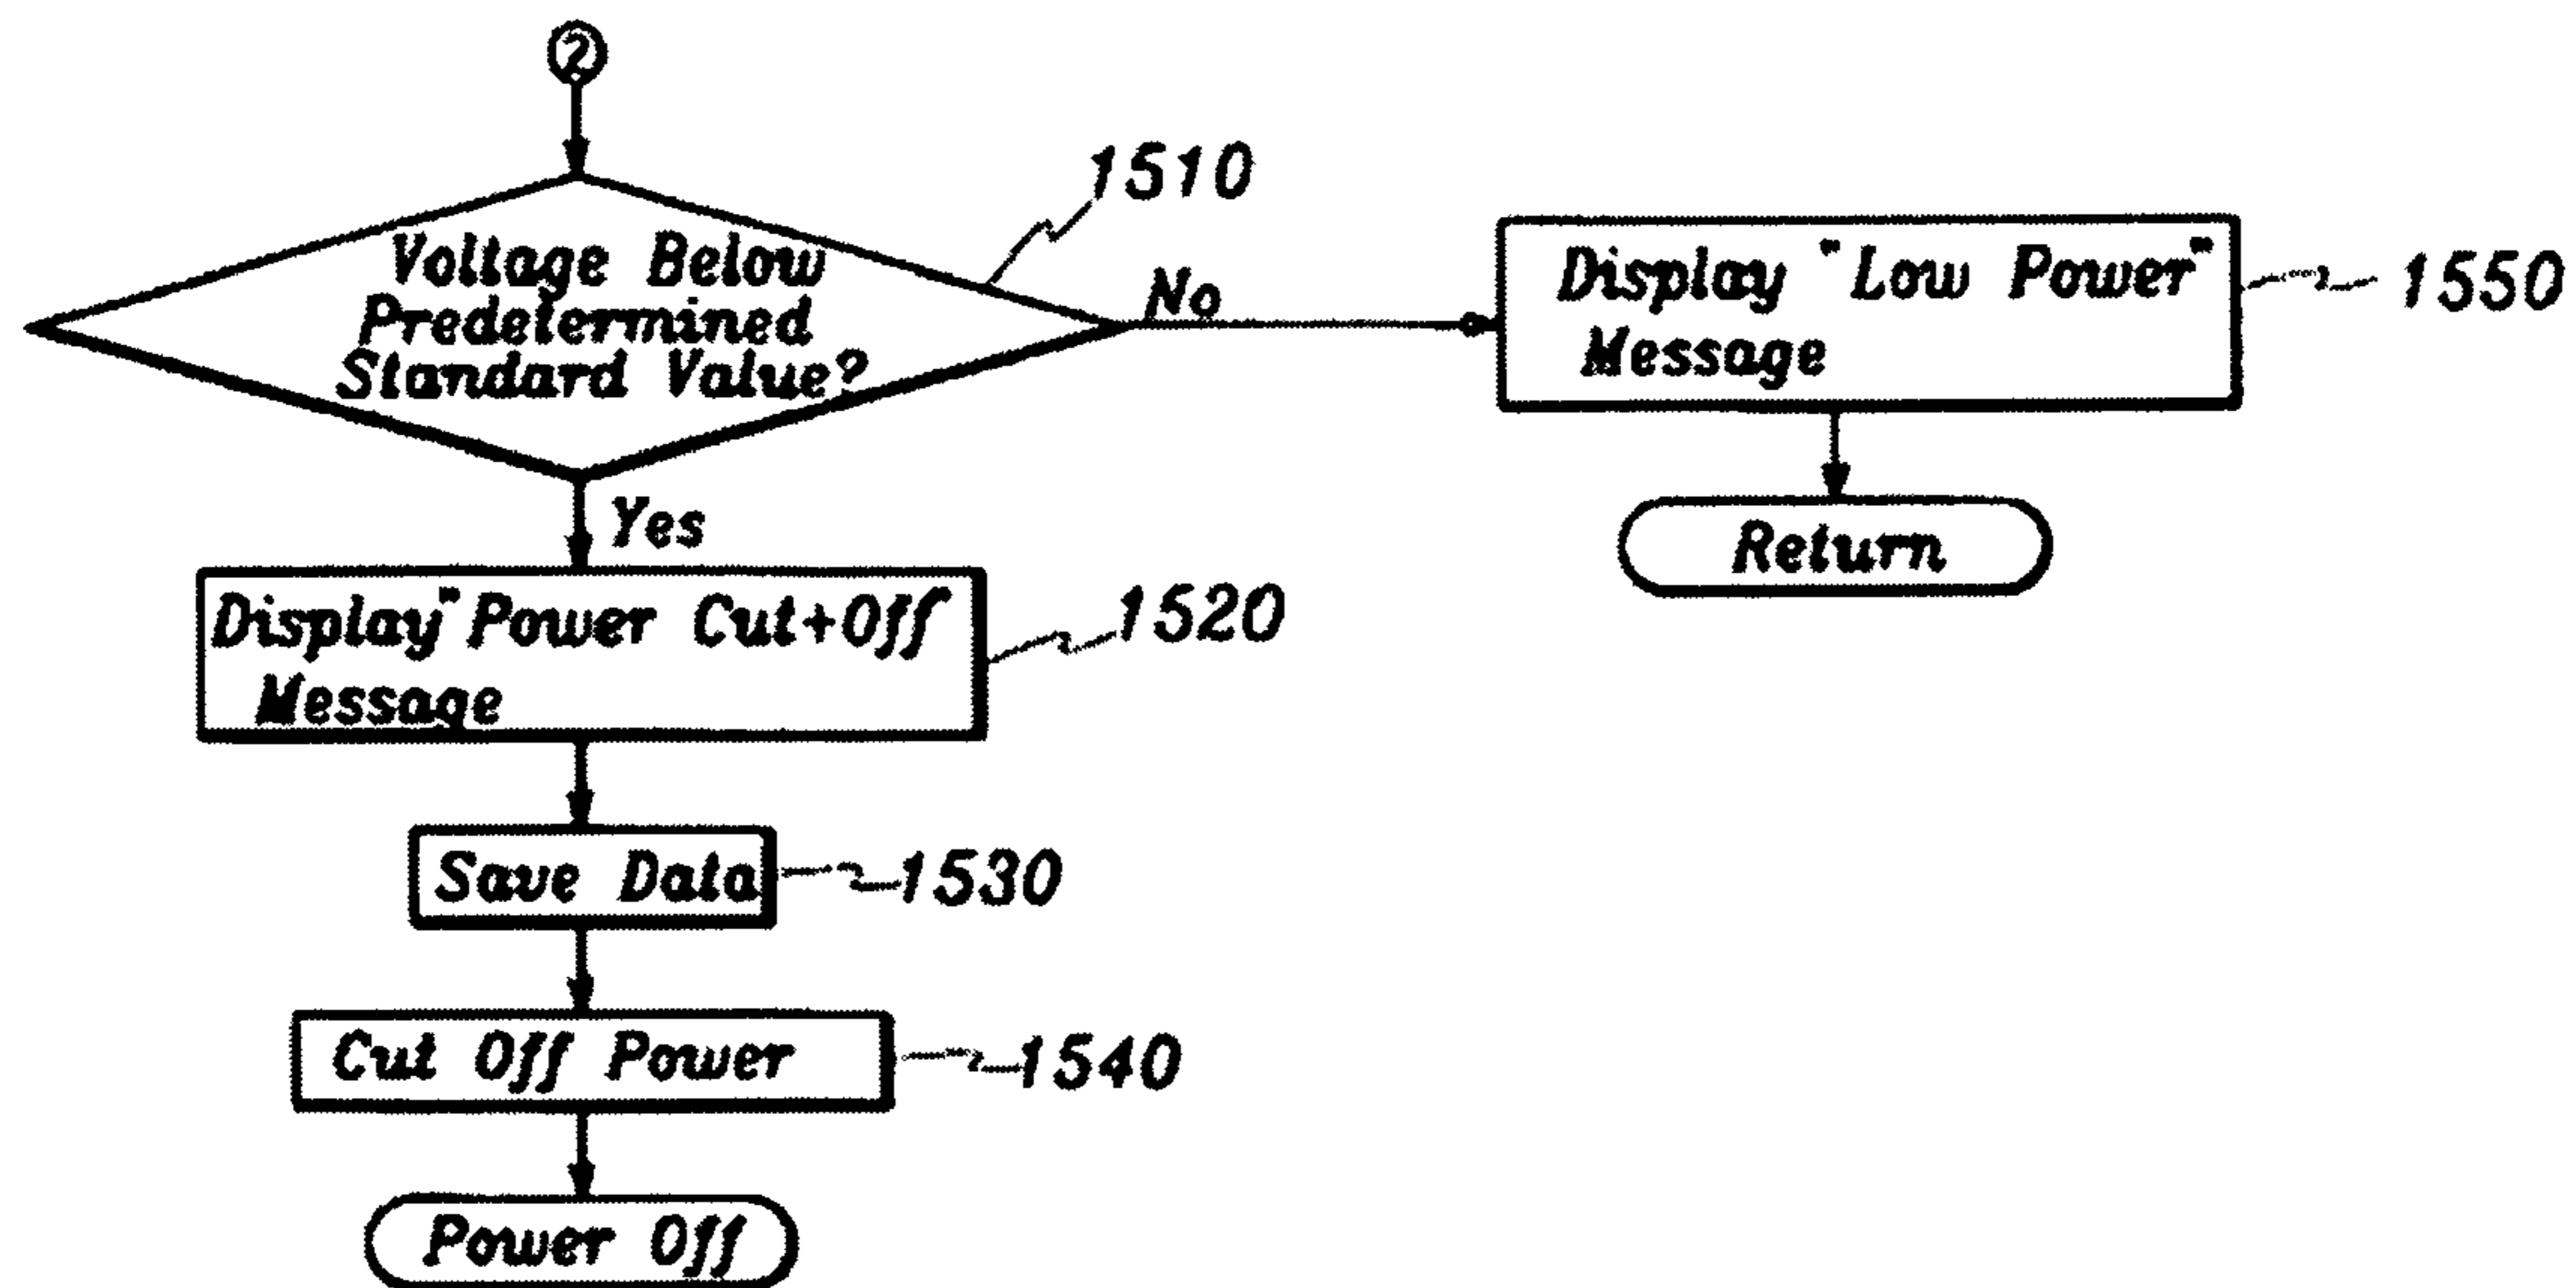 2
1510
Voltage Below
Predetermined
Standard Value?
No
Display "Low Power"
Message
1550
Return
Yes
Display"Power Cut+Off"
Message
1520
Save Data
1530
Cut Off Power
1540
Power Off